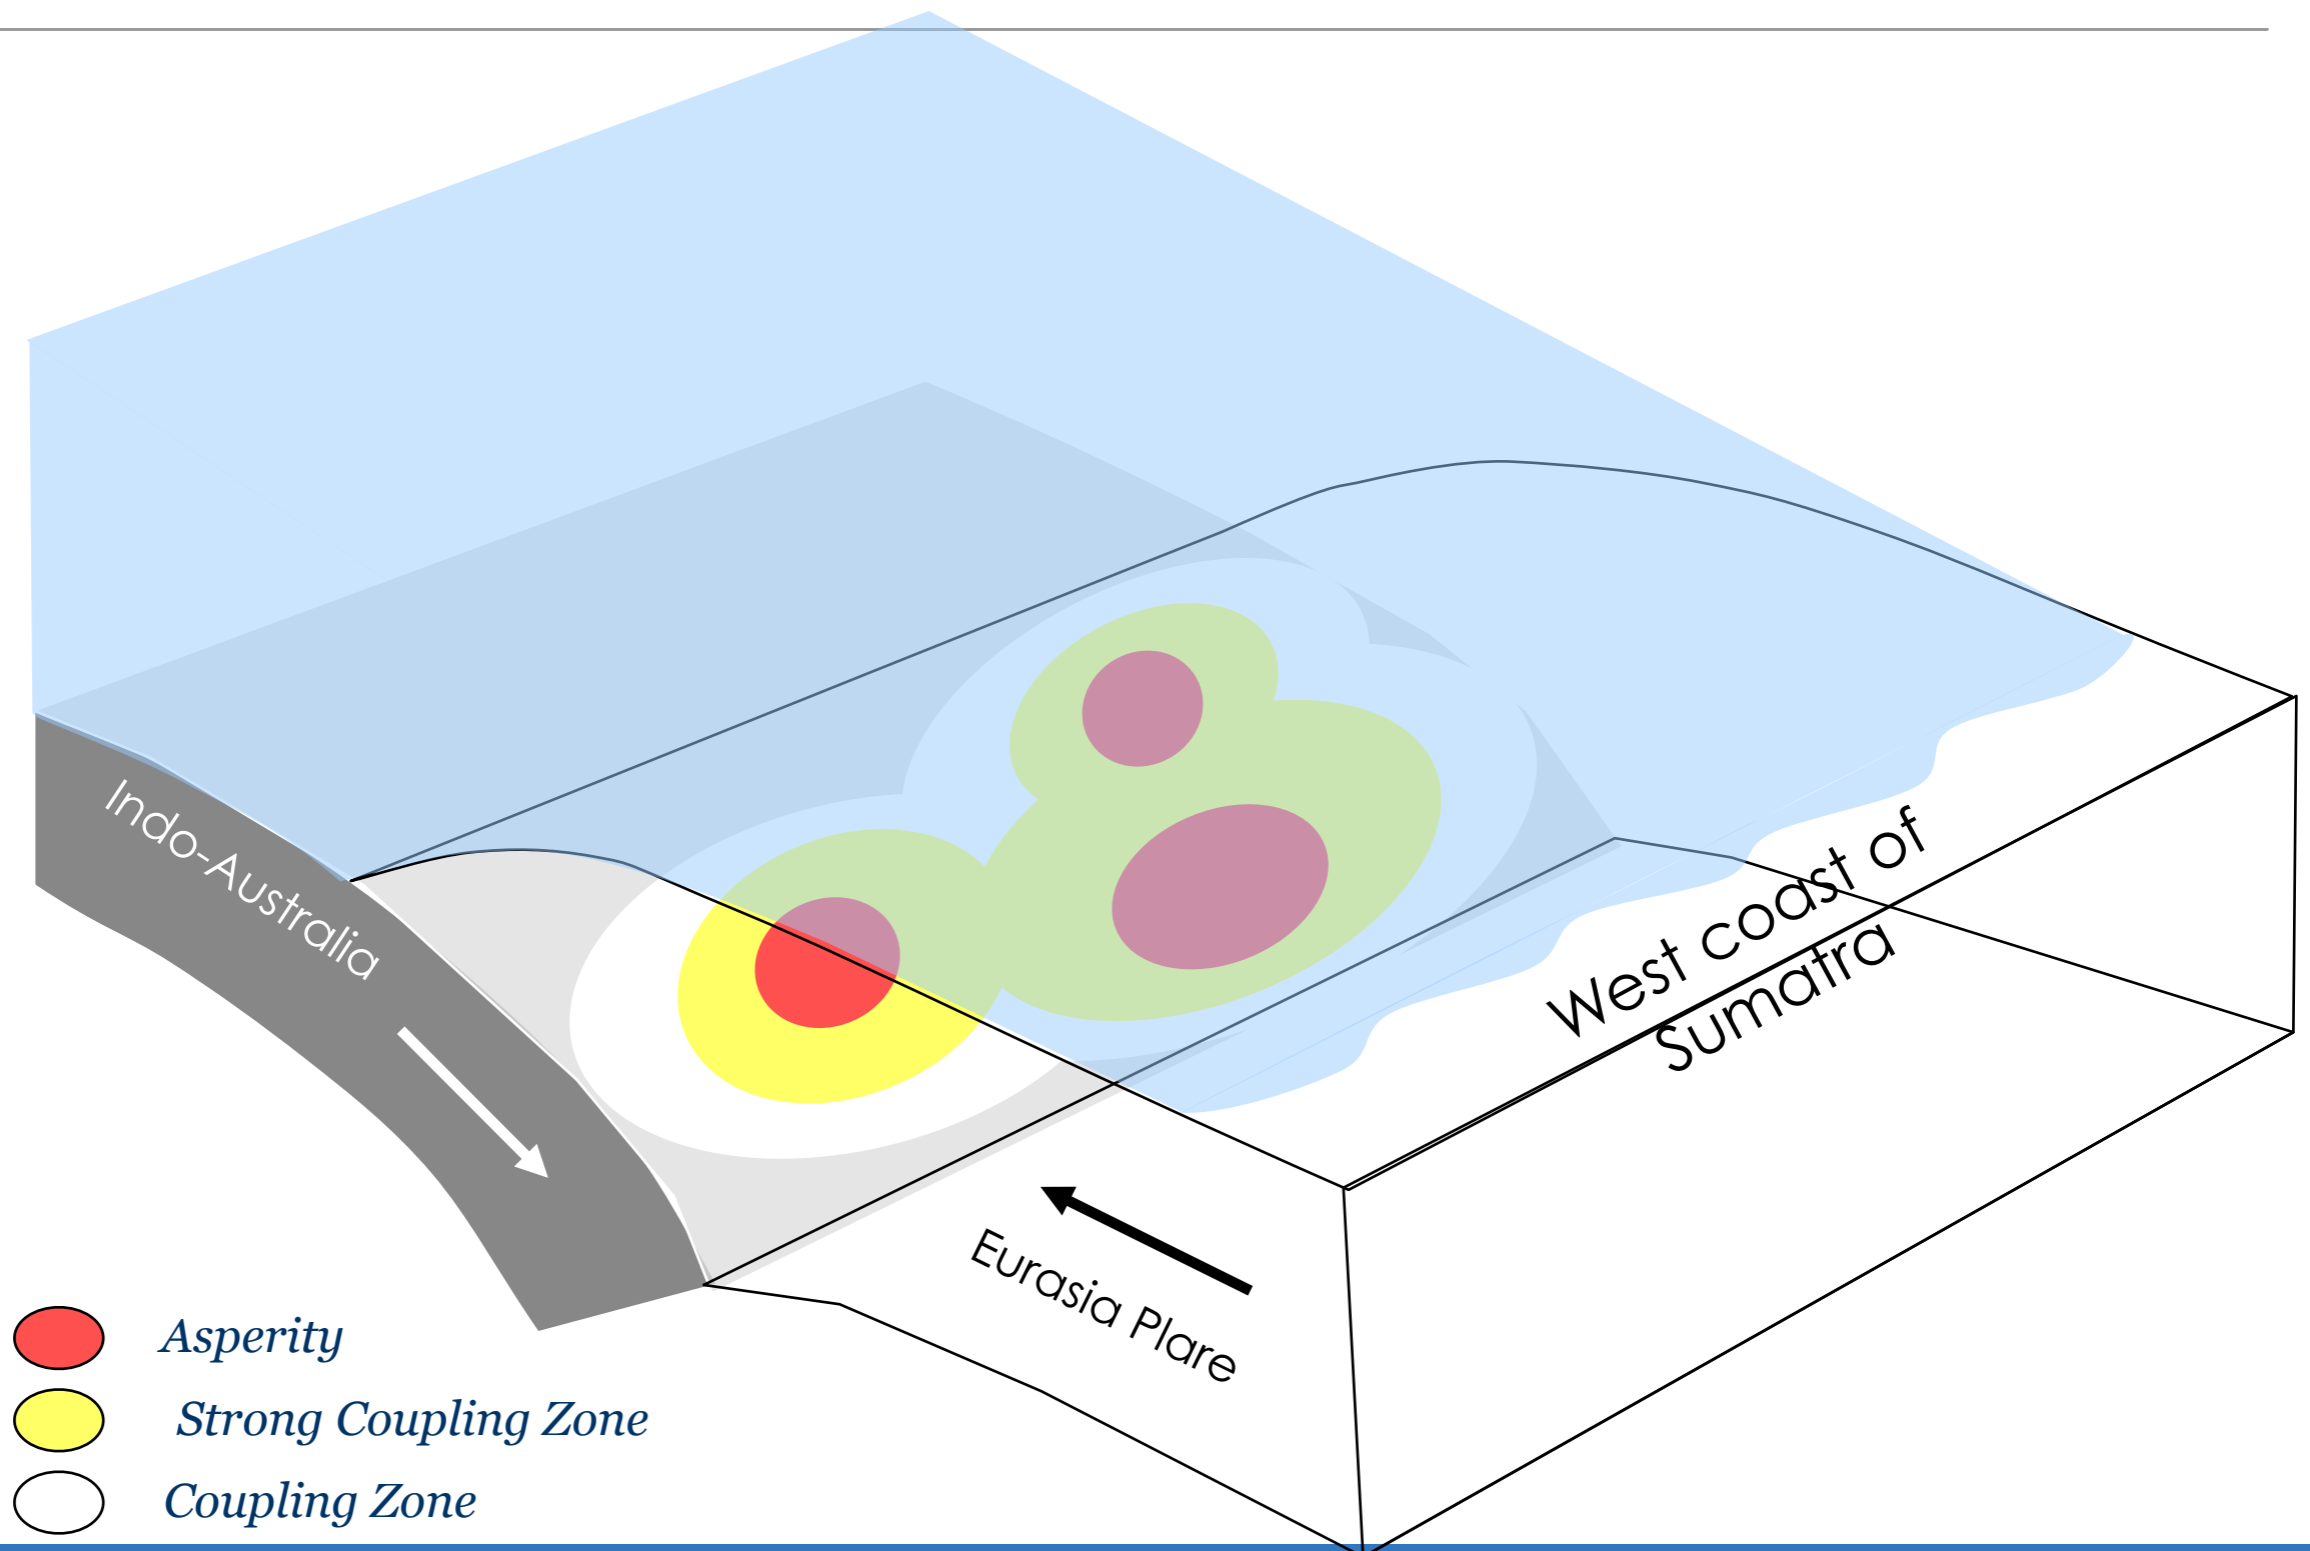 Indo-Australia
West coast of
Sumatra
Eurasia Plare
Asperity
Strong Coupling Zone
Coupling Zone